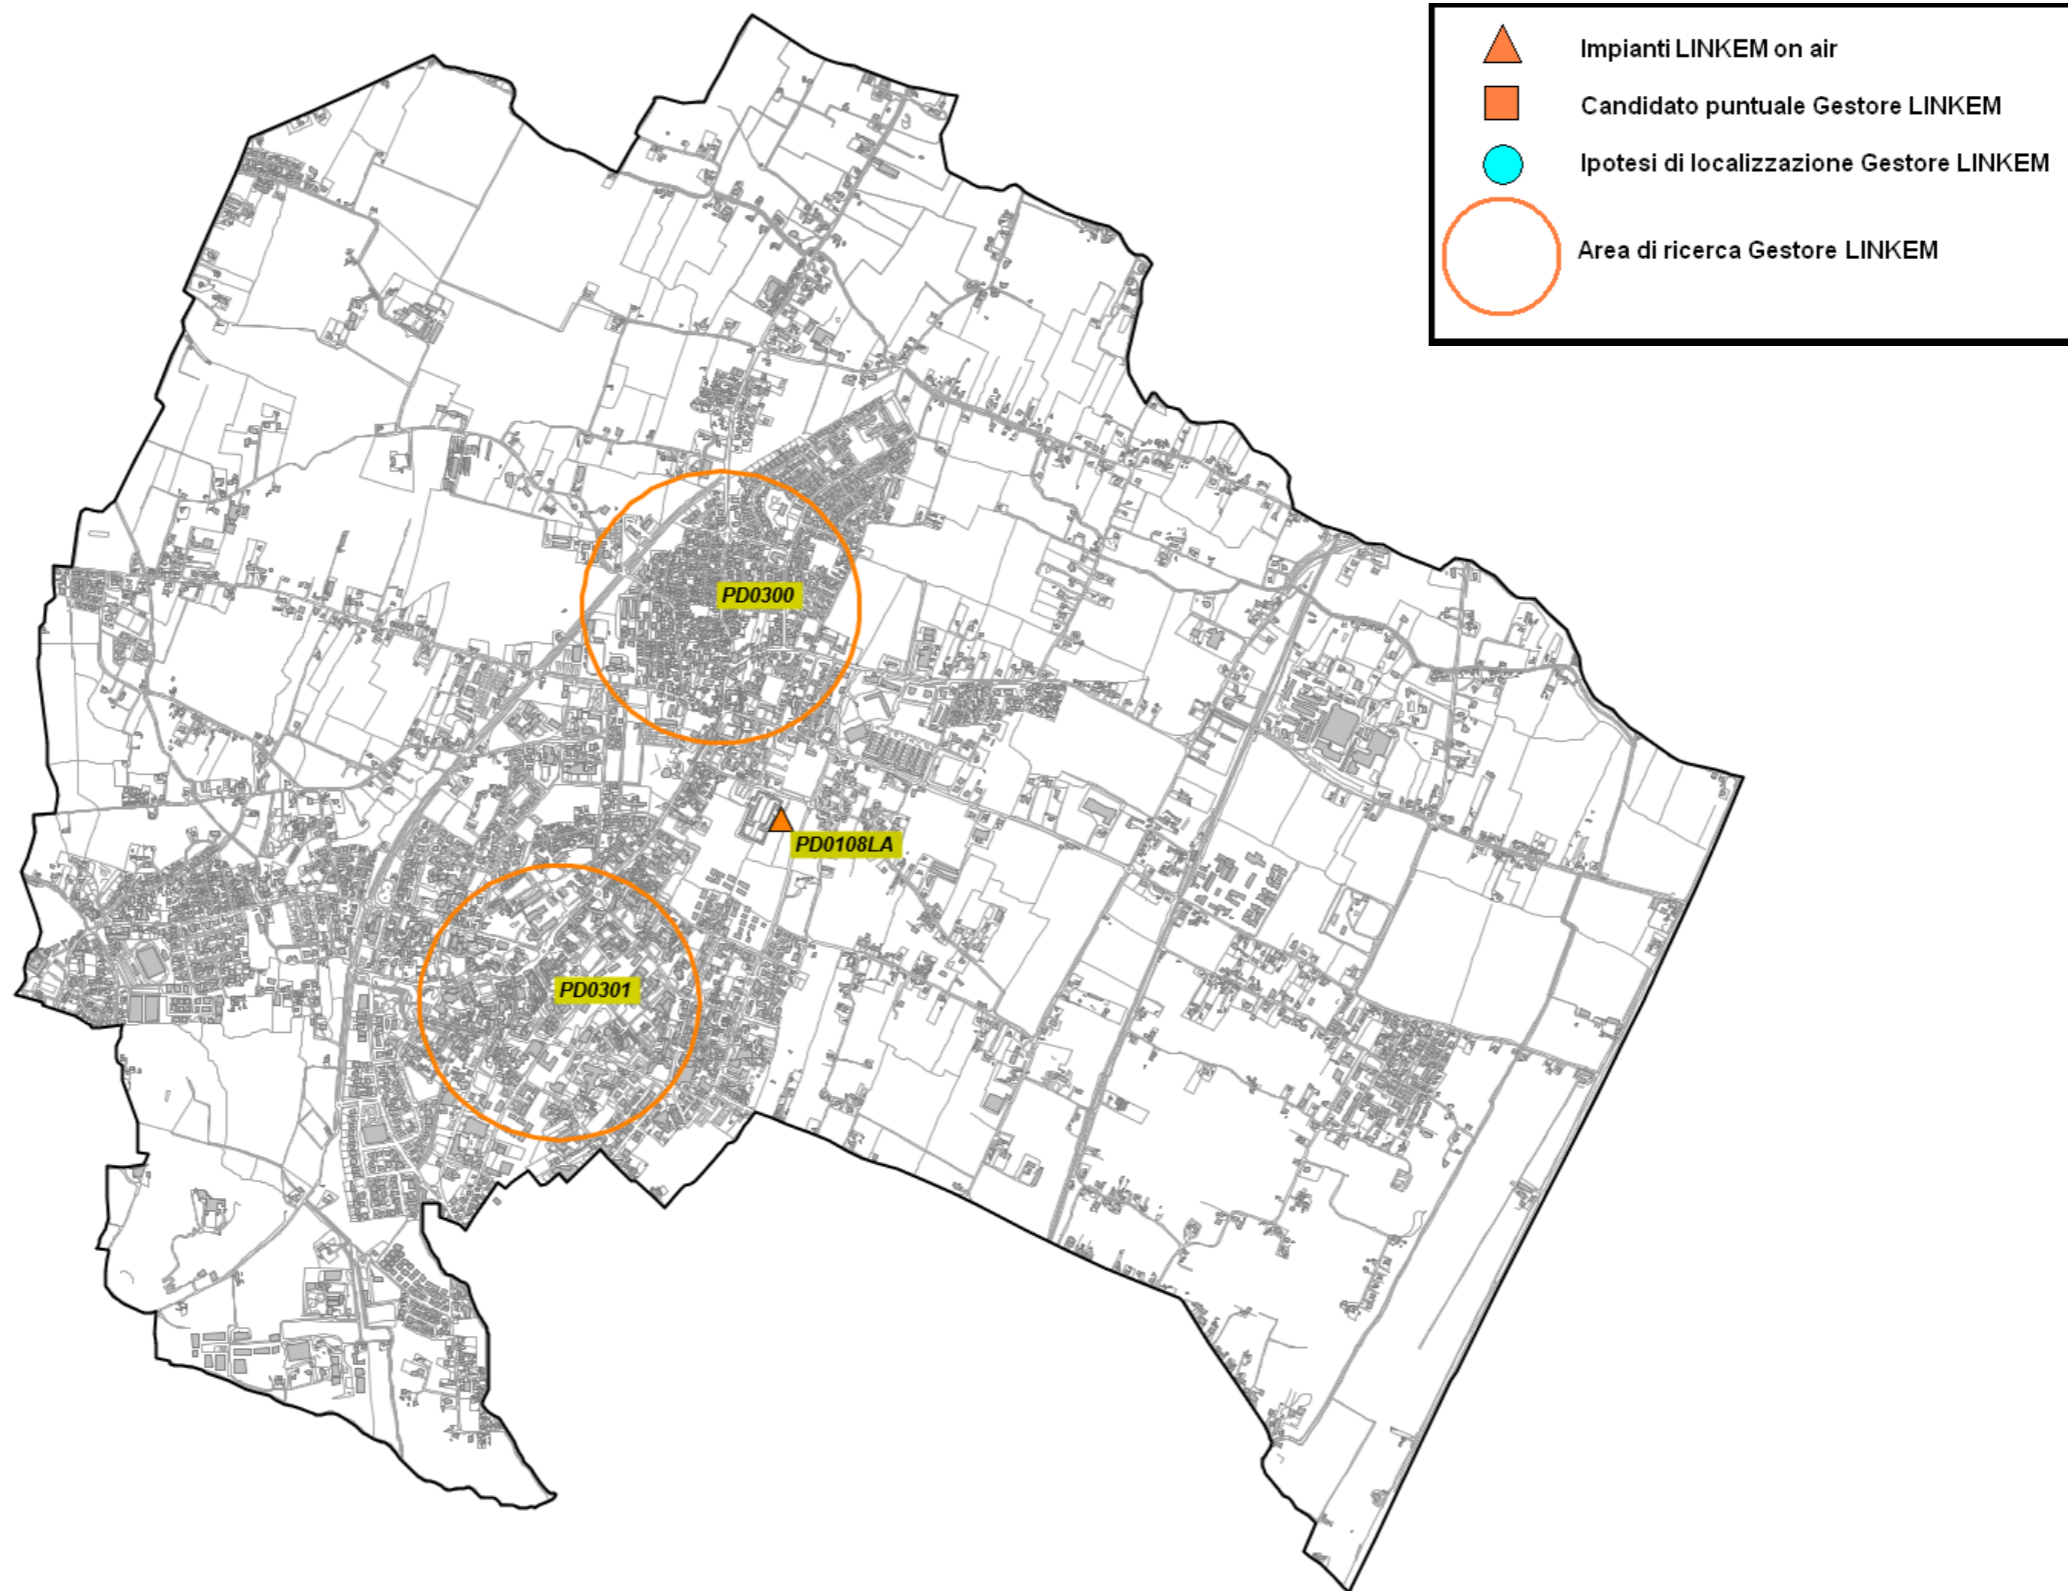 Impianti LINKEM on air
Candidato puntuale Gestore LINKEM
Ipotesi di localizzazione Gestore LINKEM
Area di ricerca Gestore LINKEM
PD0300
PD0108LA
PD0301